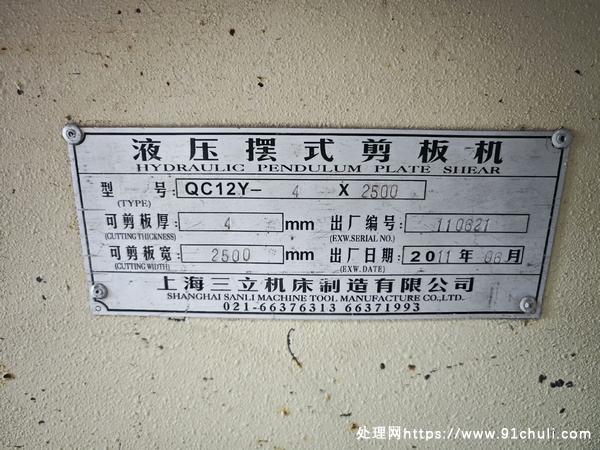 液压摆式剪板机
HYDRAULIC PENDULUM PLATE SHEAR
型 号: QC12Y- 4 X 2500
(TYPE)
可剪板厚: 4 mm 出厂编号: 110621
(CUTTING THICKNESS) (EXW.SERIAL NO.)
可剪板宽: 2500 mm 出厂日期: 2011 年 06 月
(CUTTING WIDTH) (EXW.DATE)
上海三立机床制造有限公司
SHANGHAI SANLI MACHINE TOOL MANUFACTURE CO.,LTD.
021-66376313 66371993
处理网https://www.91chuli.com/